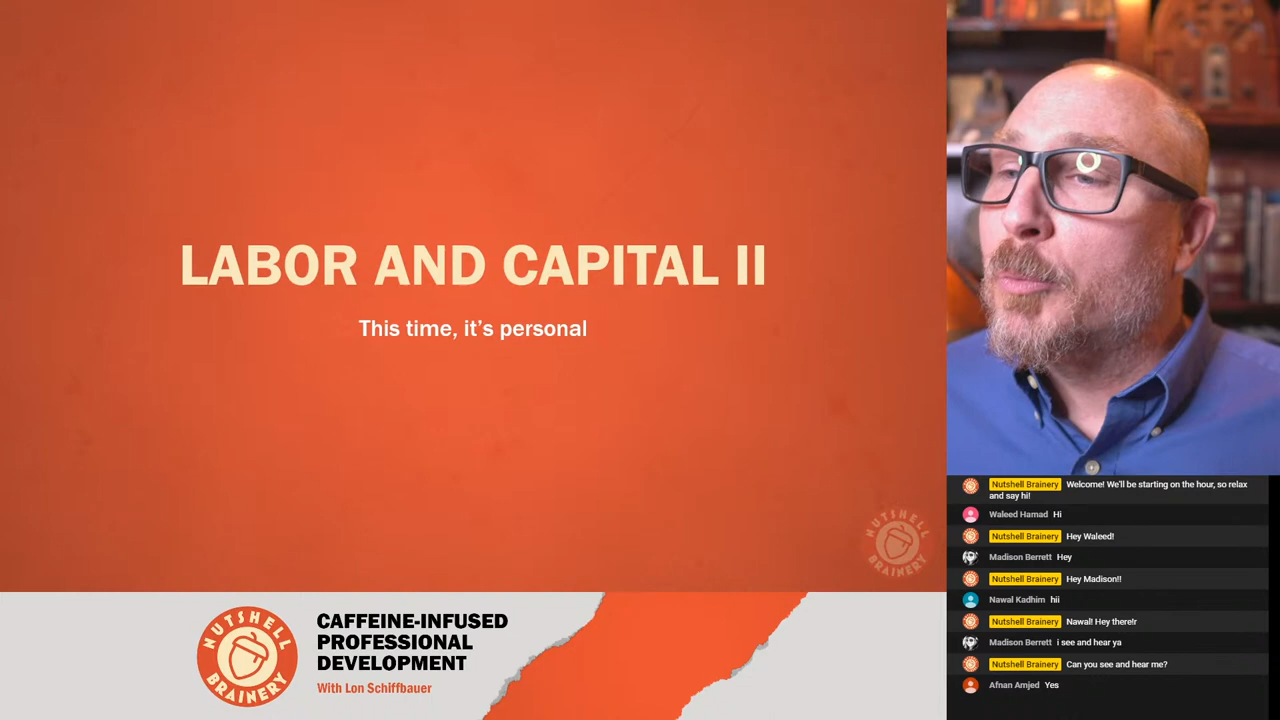 LABOR AND CAPITAL II
This time, it’s personal
NUTSHELL
BRAINERY
NUTSHELL
BRAINERY
CAFFEINE-INFUSED
PROFESSIONAL
DEVELOPMENT
With Lon Schiffbauer
Nutshell Brainery Welcome! We'll be starting on the hour, so relax
and say hi!
Waleed Hamad Hi
Nutshell Brainery Hey Waleed!
Madison Berrett Hey
Nutshell Brainery Hey Madison!!
Nawal Kadhim hii
Nutshell Brainery Nawal! Hey there!r
Madison Berrett i see and hear ya
Nutshell Brainery Can you see and hear me?
Afnan Amjed Yes